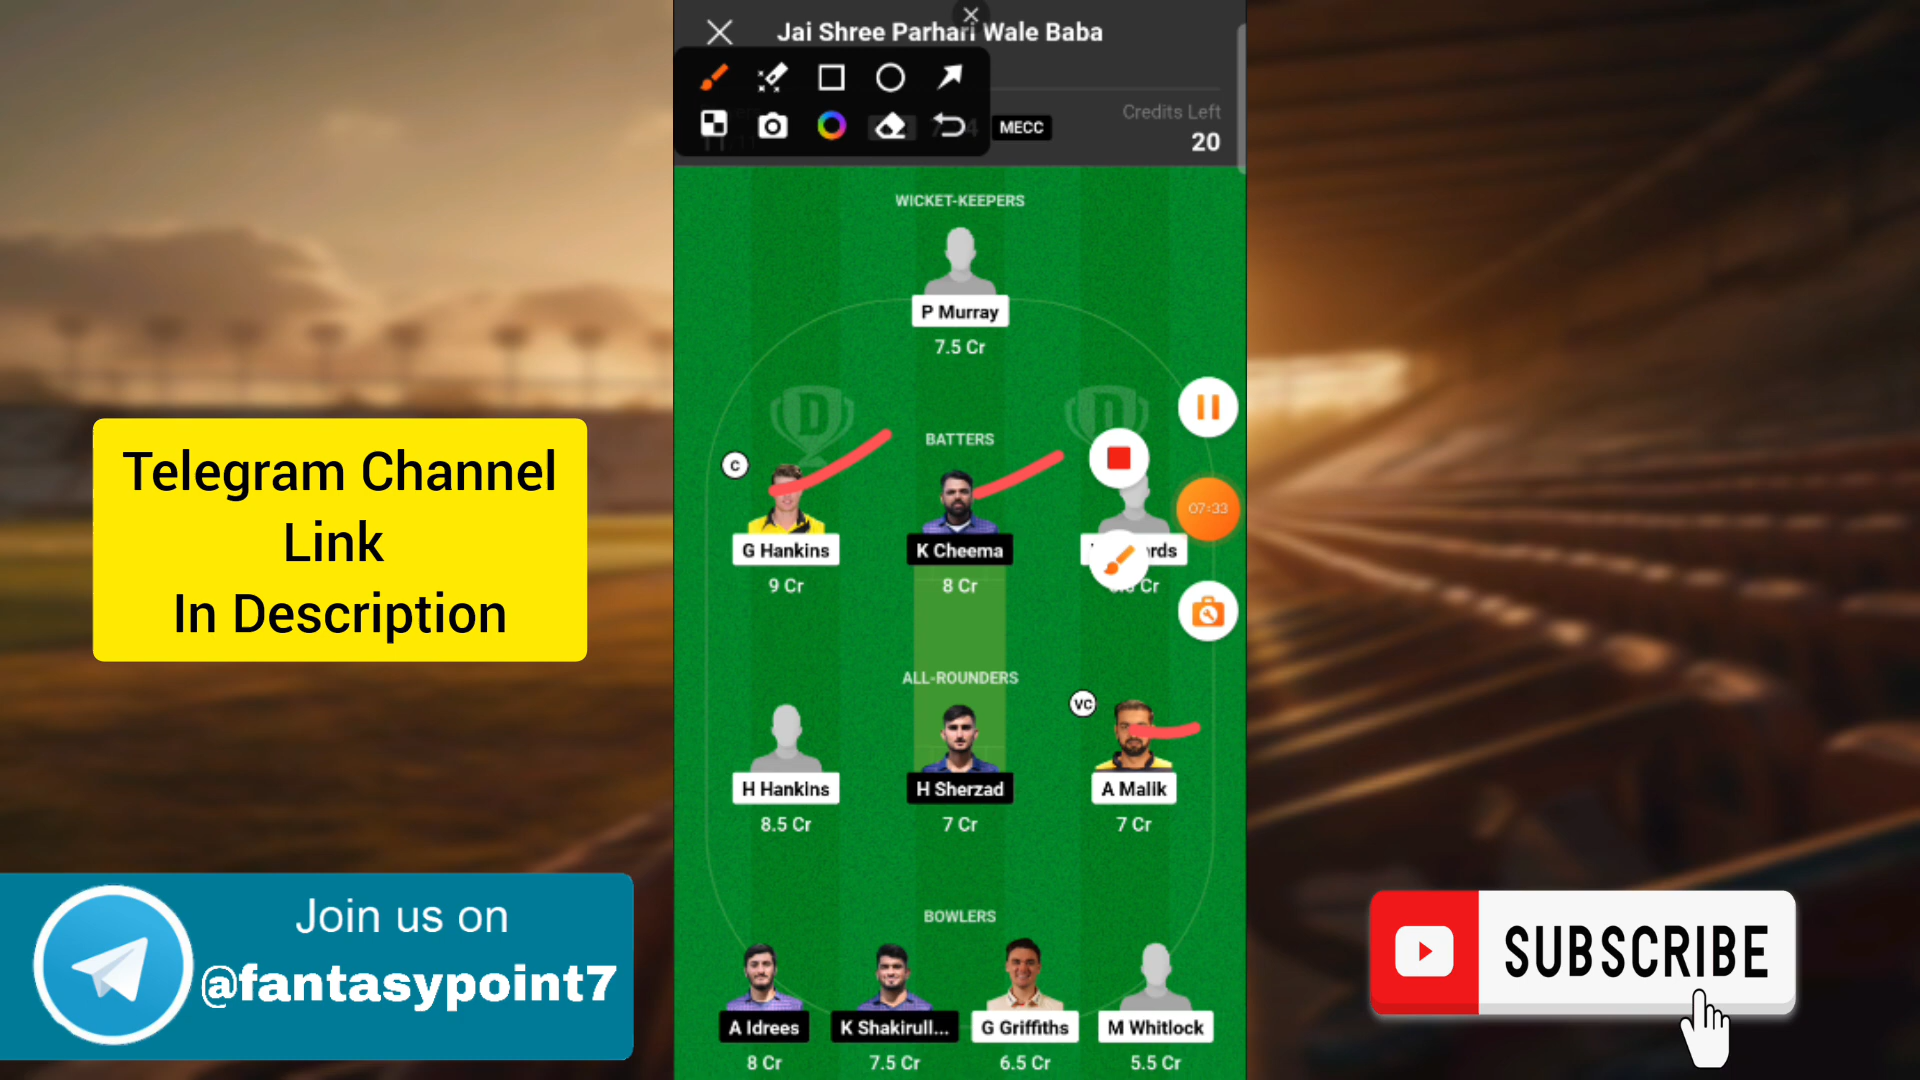 Jai Shree Parhari Wale Baba
MECC
Credits Left
20
WICKET-KEEPERS
P Murray
7.5 Cr
BATTERS
C
G Hankins
9 Cr
K Cheema
8 Cr
Cr
07:33
ALL-ROUNDERS
VC
H Hankins
8.5 Cr
H Sherzad
7 Cr
A Malik
7 Cr
BOWLERS
A Idrees
8 Cr
K Shakirull...
7.5 Cr
G Griffiths
6.5 Cr
M Whitlock
5.5 Cr
Telegram Channel
Link
In Description
Join us on
@fantasypoint7
SUBSCRIBE